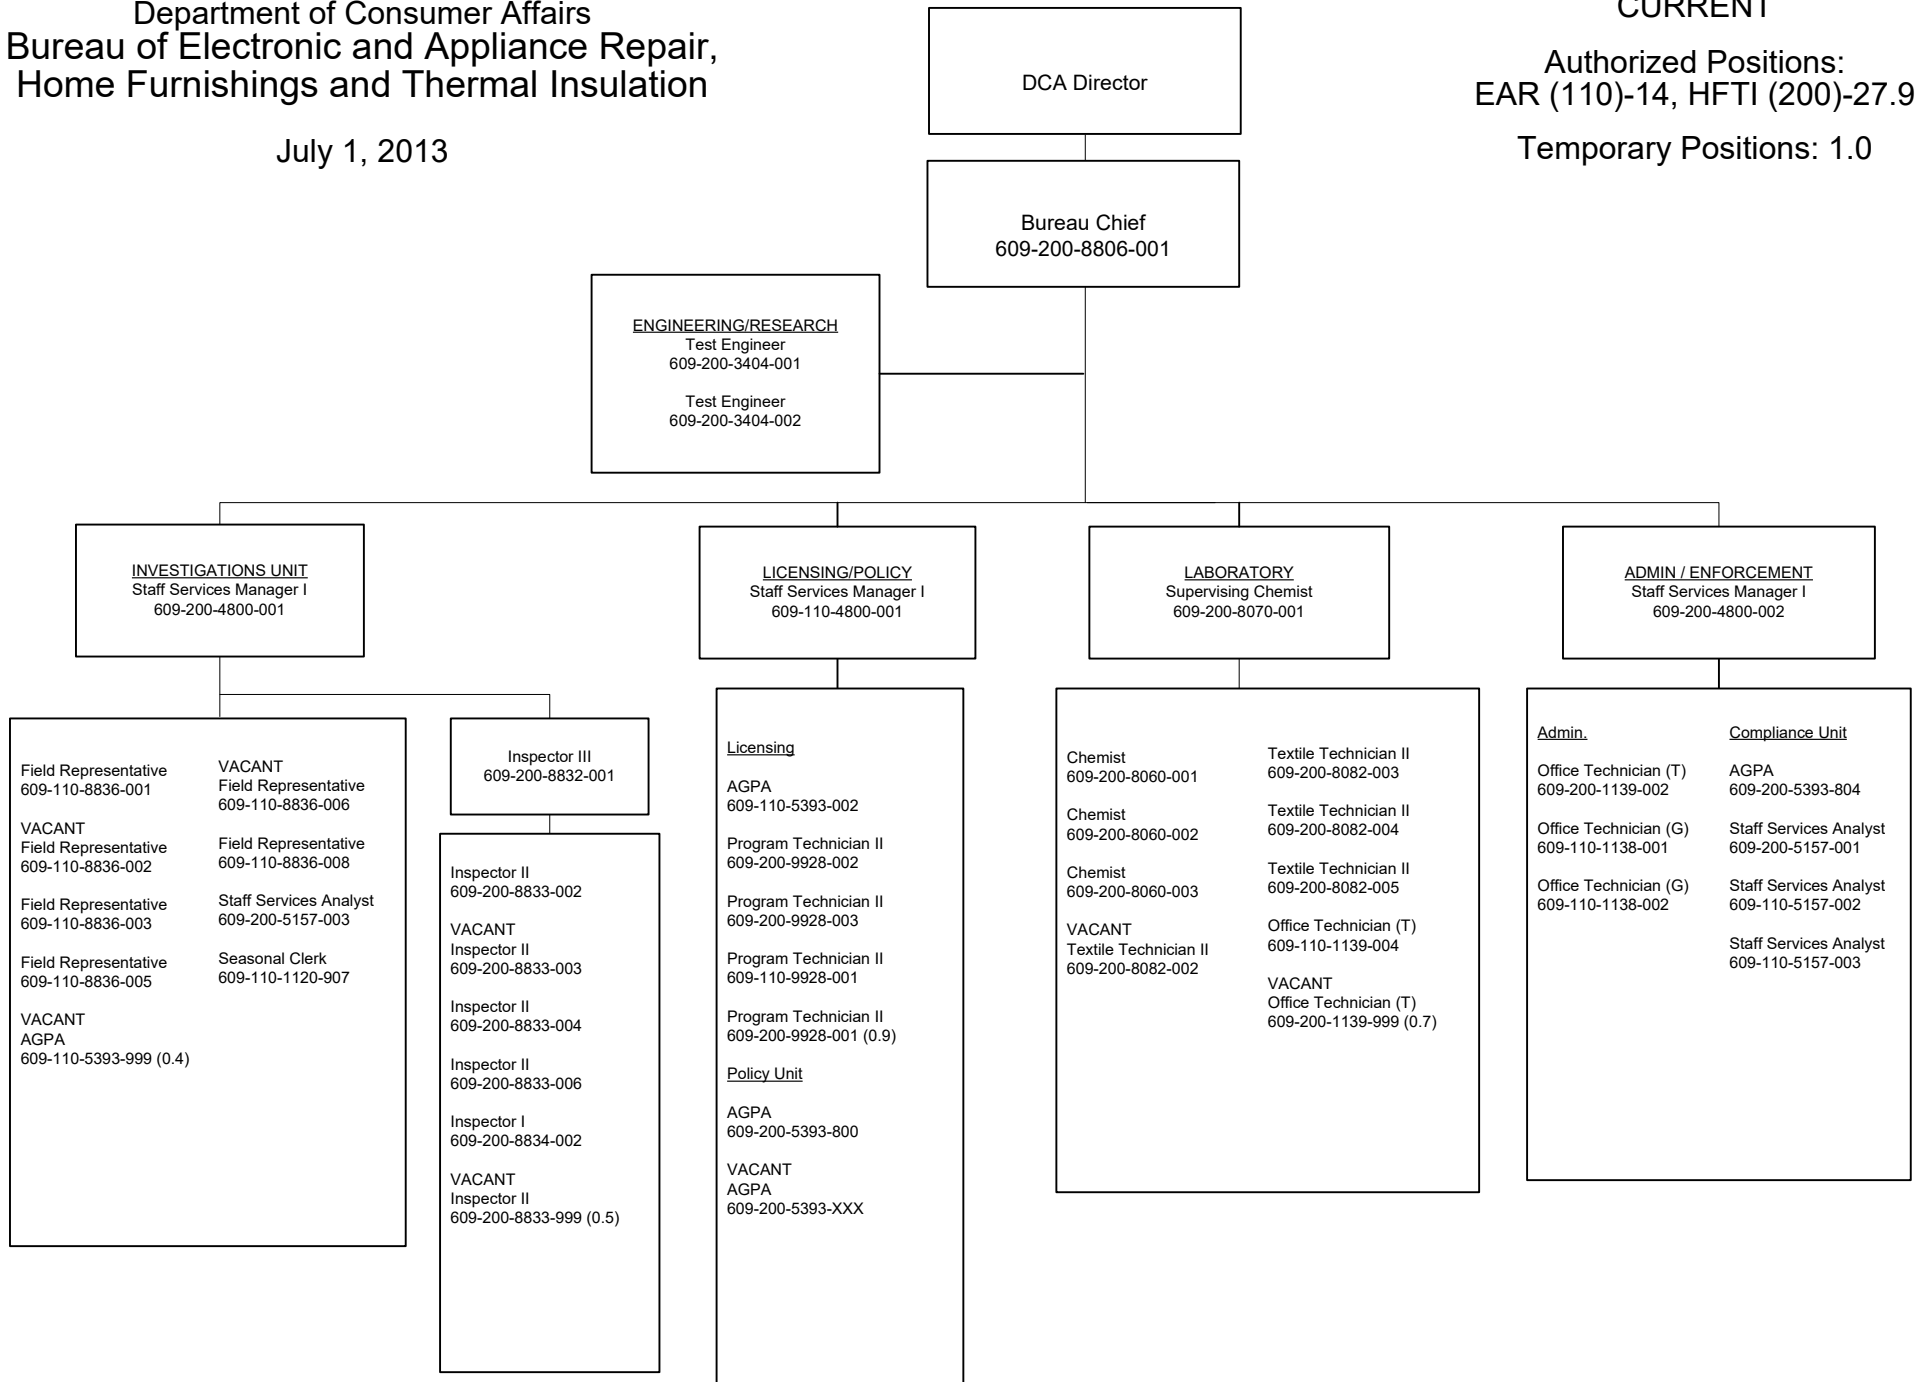 Department of Consumer Affairs
Bureau of Electronic and Appliance Repair,
Home Furnishings and Thermal Insulation
July 1, 2013
CURRENT
Authorized Positions:
EAR (110)-14, HFTI (200)-27.9
Temporary Positions: 1.0
DCA Director
Bureau Chief
609-200-8806-001
ENGINEERING/RESEARCH
Test Engineer
609-200-3404-001
Test Engineer
609-200-3404-002
INVESTIGATIONS UNIT
Staff Services Manager I
609-200-4800-001
LICENSING/POLICY
Staff Services Manager I
609-110-4800-001
LABORATORY
Supervising Chemist
609-200-8070-001
ADMIN / ENFORCEMENT
Staff Services Manager I
609-200-4800-002
Field Representative
609-110-8836-001
VACANT
Field Representative
609-110-8836-002
Field Representative
609-110-8836-003
Field Representative
609-110-8836-005
VACANT
AGPA
609-110-5393-999 (0.4)
VACANT
Field Representative
609-110-8836-006
Field Representative
609-110-8836-008
Staff Services Analyst
609-200-5157-003
Seasonal Clerk
609-110-1120-907
Inspector III
609-200-8832-001
Inspector II
609-200-8833-002
VACANT
Inspector II
609-200-8833-003
Inspector II
609-200-8833-004
Inspector II
609-200-8833-006
Inspector I
609-200-8834-002
VACANT
Inspector II
609-200-8833-999 (0.5)
Licensing
AGPA
609-110-5393-002
Program Technician II
609-200-9928-002
Program Technician II
609-200-9928-003
Program Technician II
609-110-9928-001
Program Technician II
609-200-9928-001 (0.9)
Policy Unit
AGPA
609-200-5393-800
VACANT
AGPA
609-200-5393-XXX
Chemist
609-200-8060-001
Chemist
609-200-8060-002
Chemist
609-200-8060-003
VACANT
Textile Technician II
609-200-8082-002
Textile Technician II
609-200-8082-003
Textile Technician II
609-200-8082-004
Textile Technician II
609-200-8082-005
Office Technician (T)
609-110-1139-004
VACANT
Office Technician (T)
609-200-1139-999 (0.7)
Admin.
Office Technician (T)
609-200-1139-002
Office Technician (G)
609-110-1138-001
Office Technician (G)
609-110-1138-002
Compliance Unit
AGPA
609-200-5393-804
Staff Services Analyst
609-200-5157-001
Staff Services Analyst
609-110-5157-002
Staff Services Analyst
609-110-5157-003